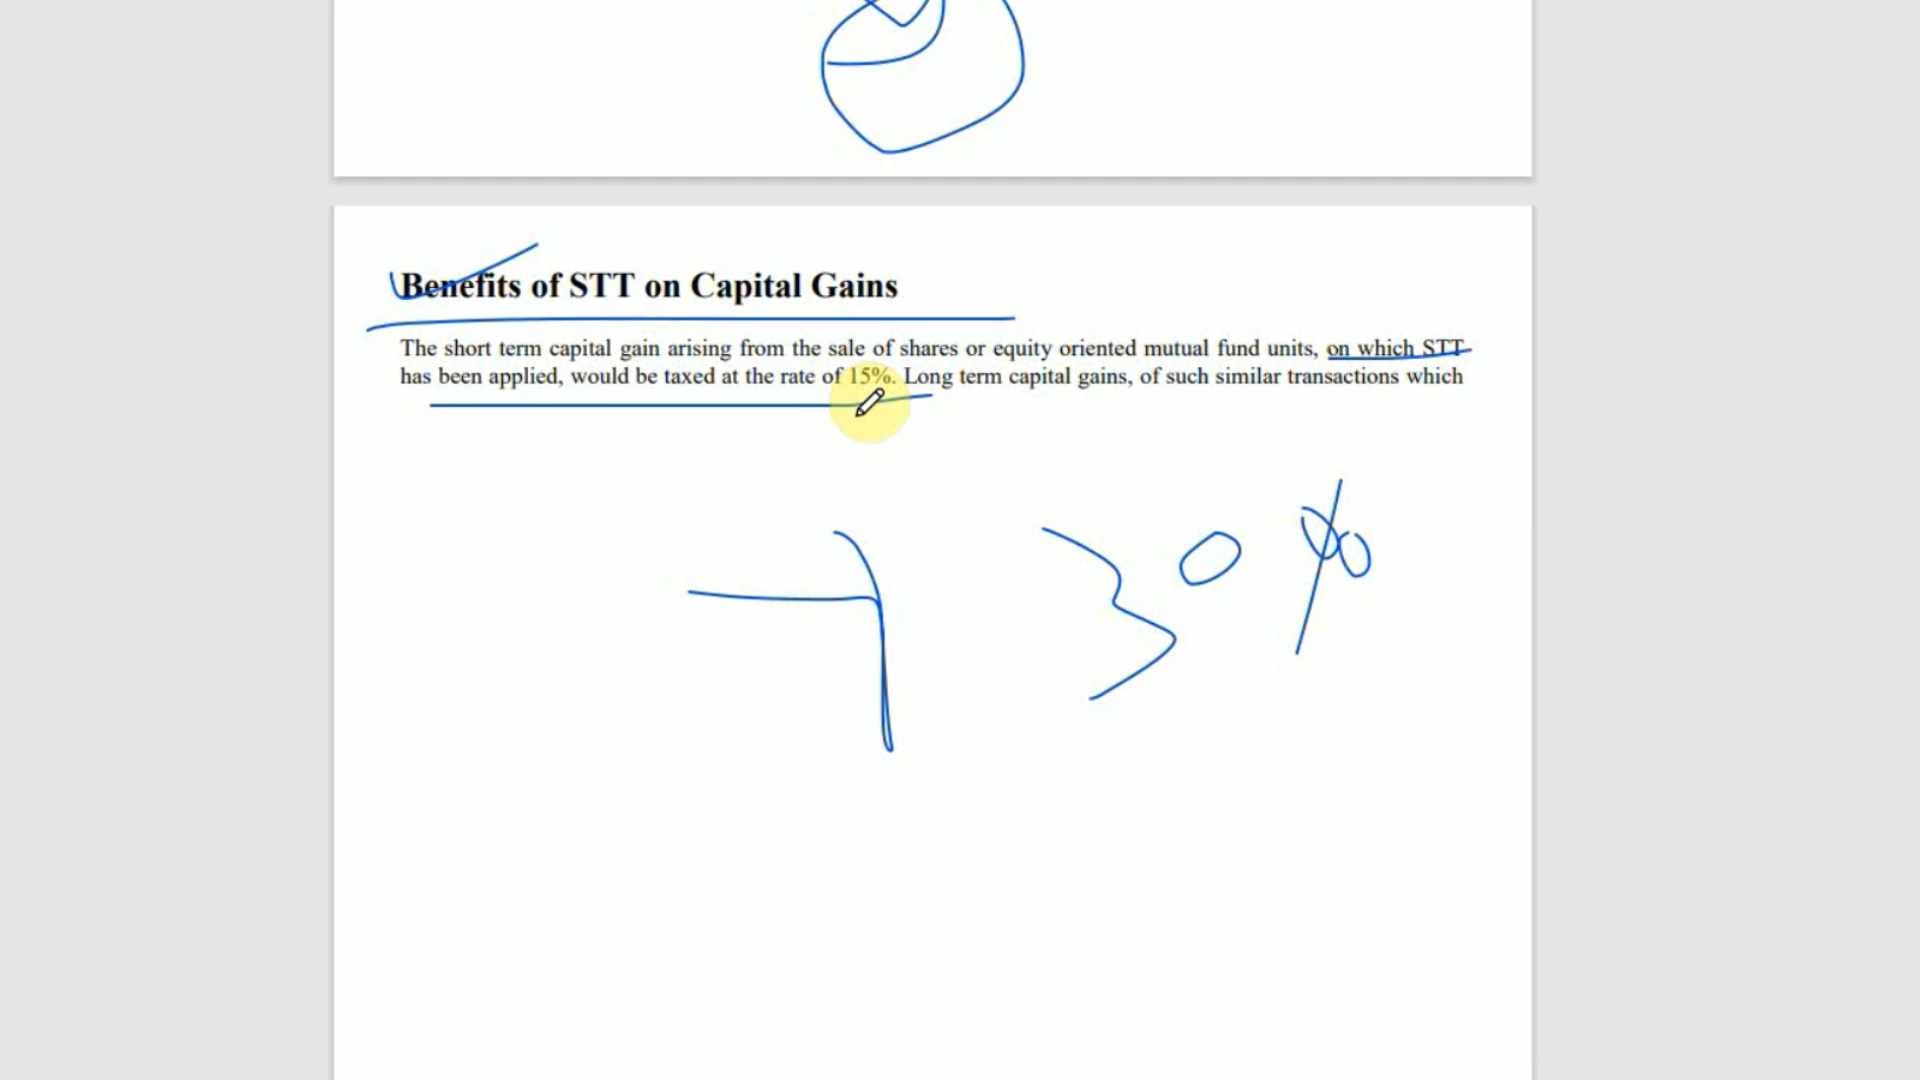 Benefits of STT on Capital Gains
The short term capital gain arising from the sale of shares or equity oriented mutual fund units, on which STT
has been applied, would be taxed at the rate of 15%. Long term capital gains, of such similar transactions which
30%